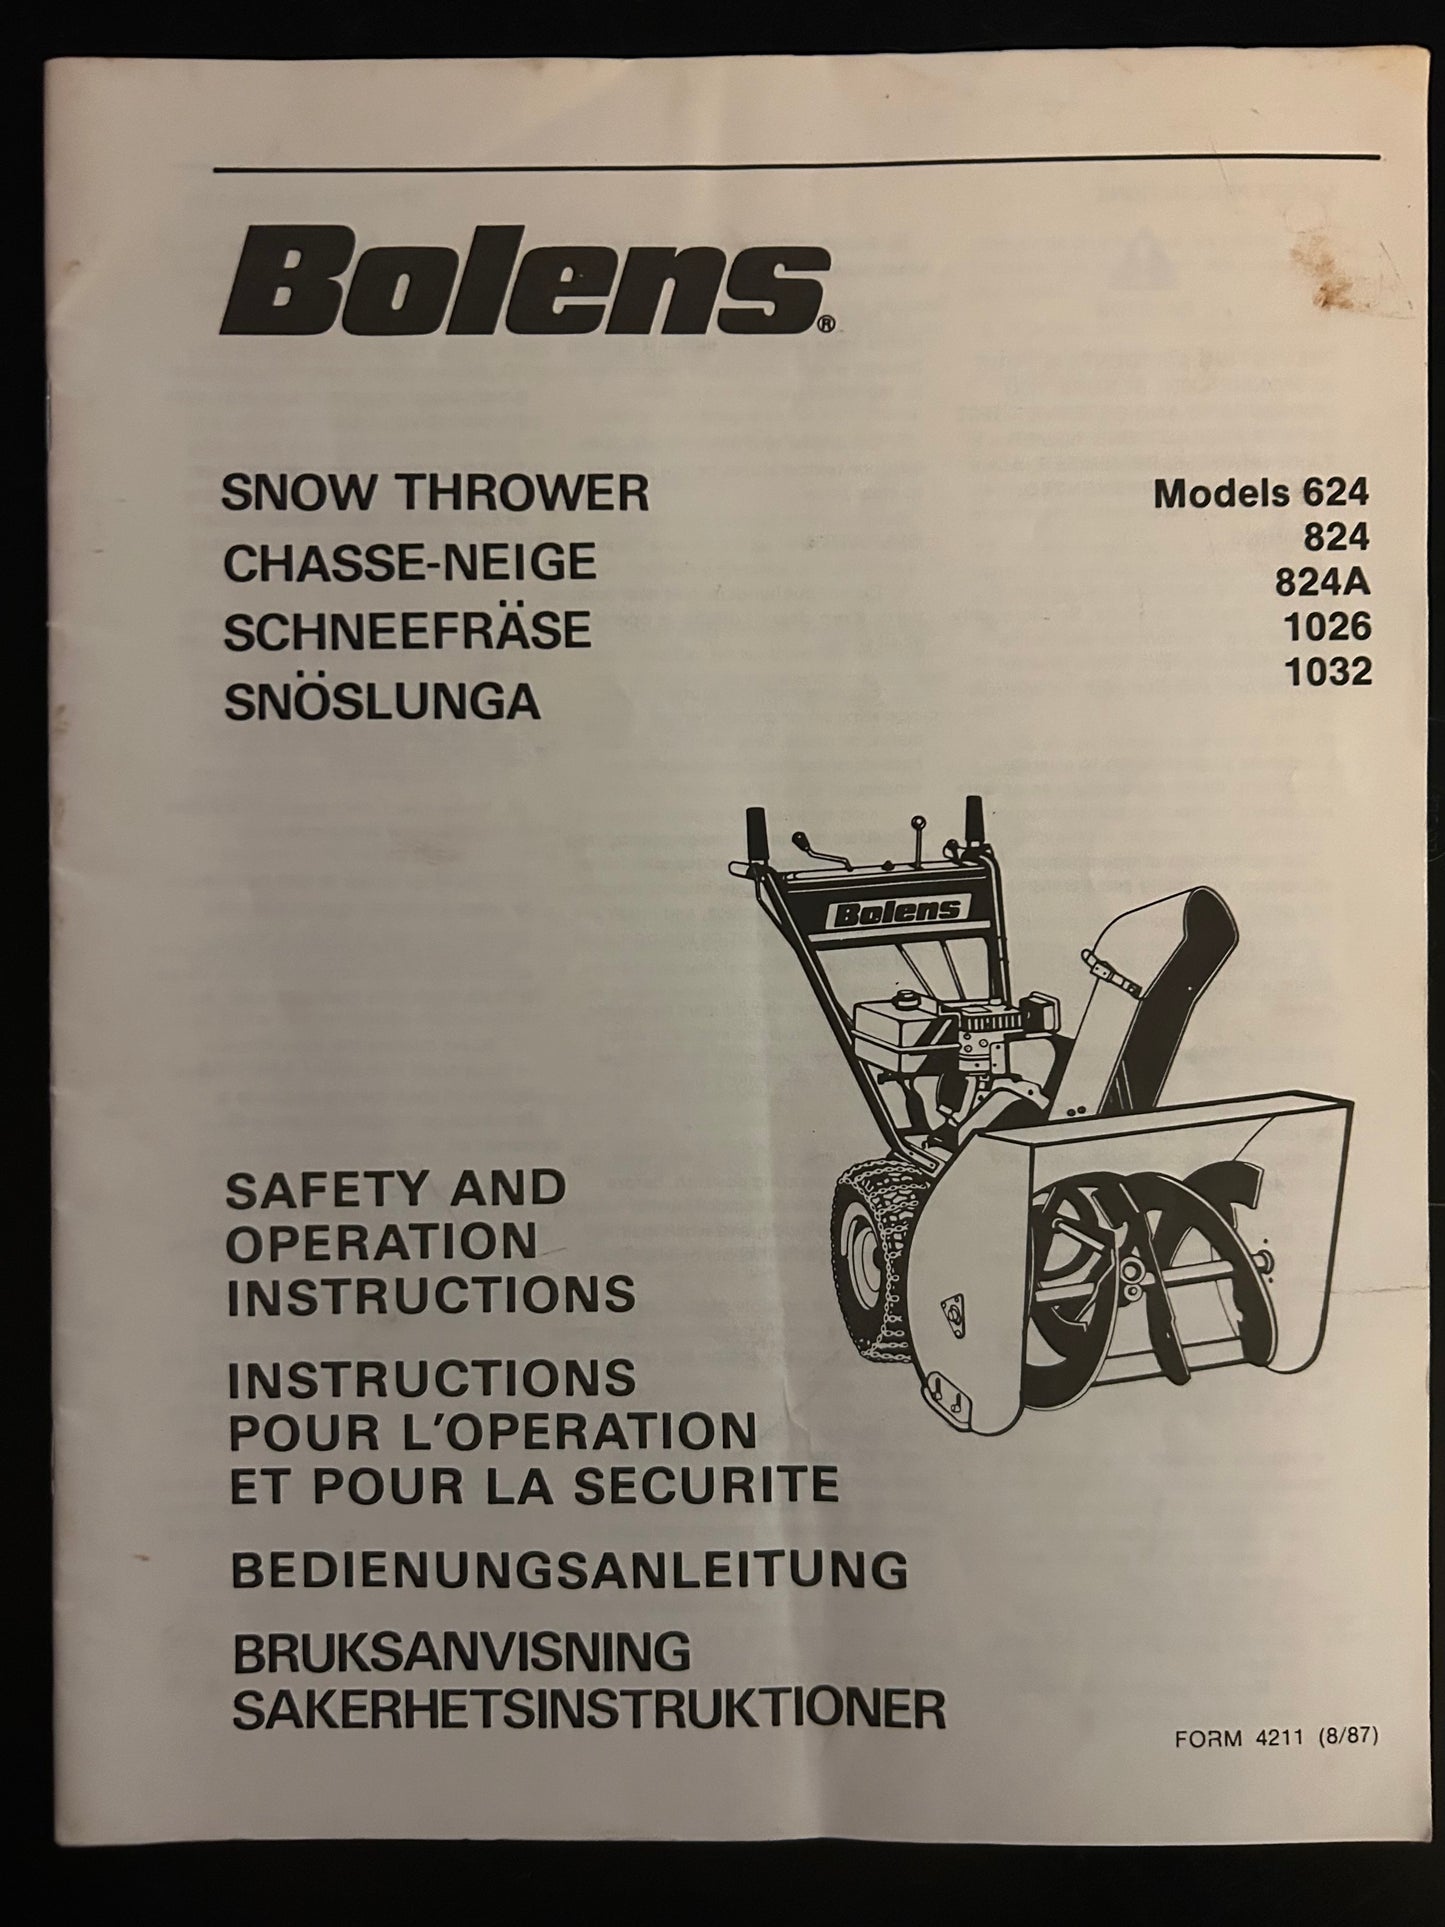 Bolens®
SNOW THROWER
CHASSE-NEIGE
SCHNEEFRÄSE
SNÖSLUNGA
Models 624
824
824A
1026
1032
Bolens
SAFETY AND
OPERATION
INSTRUCTIONS
INSTRUCTIONS
POUR L'OPERATION
ET POUR LA SECURITE
BEDIENUNGSANLEITUNG
BRUKSANVISNING
SAKERHETSINSTRUKTIONER
FORM 4211 (8/87)